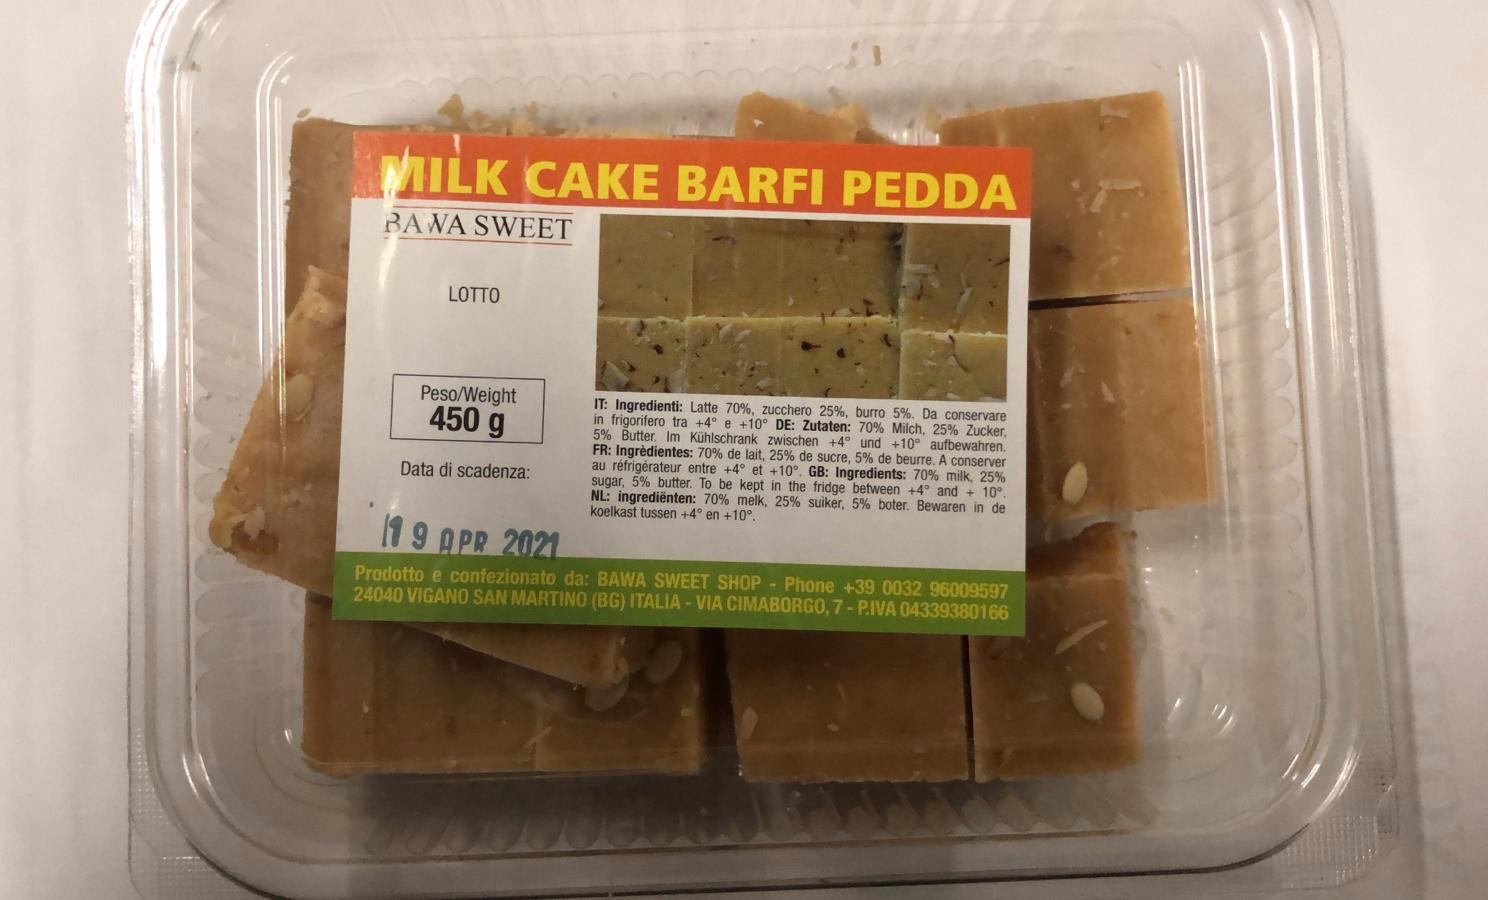 MILK CAKE BARFI PEDDA
BAWA SWEET
LOTTO
Peso/Weight
450 g
Data di scadenza:
19 APR 2021
IT: Ingredienti: Latte 70%, zucchero 25%, burro 5%. Da conservare
in frigorifero tra +4° e +10° DE: Zutaten: 70% Milch, 25% Zucker,
5% Butter. Im Kühlschrank zwischen +4° und +10° aufbewahren.
FR: Ingrèdientes: 70% de lait, 25% de sucre, 5% de beurre. A conserver
au réfrigérateur entre +4° et +10°. GB: Ingredients: 70% milk, 25%
sugar, 5% butter. To be kept in the fridge between +4° and + 10°.
NL: ingrediënten: 70% melk, 25% suiker, 5% boter. Bewaren in de
koelkast tussen +4° en +10°.
Prodotto e confezionato da: BAWA SWEET SHOP - Phone +39 0032 96009597
24040 VIGANO SAN MARTINO (BG) ITALIA - VIA CIMABORGO, 7 - P.IVA 04339380166